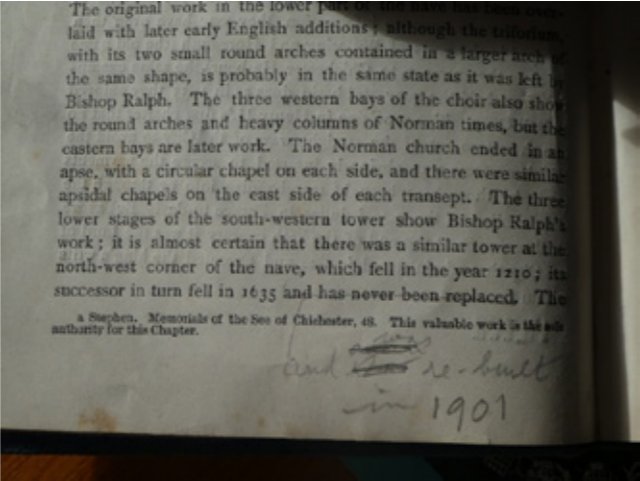 The original work in the lower part of the nave has been over-
laid with later early English additions; although the triforium,
with its two small round arches contained in a larger arch of
the same shape, is probably in the same state as it was left by
Bishop Ralph. The three western bays of the choir also show
the round arches and heavy columns of Norman times, but the
eastern bays are later work. The Norman church ended in an
apse, with a circular chapel on each side, and there were similar
apsidal chapels on the east side of each transept. The three
lower stages of the south-western tower show Bishop Ralph's
work; it is almost certain that there was a similar tower at the
north-west corner of the nave, which fell in the year 1210; its
successor in turn fell in 1635 and has never been replaced. The
a Stephen. Memorials of the See of Chichester, 48. This valuable work is the sole
authority for this Chapter.
and re-built
in 1901